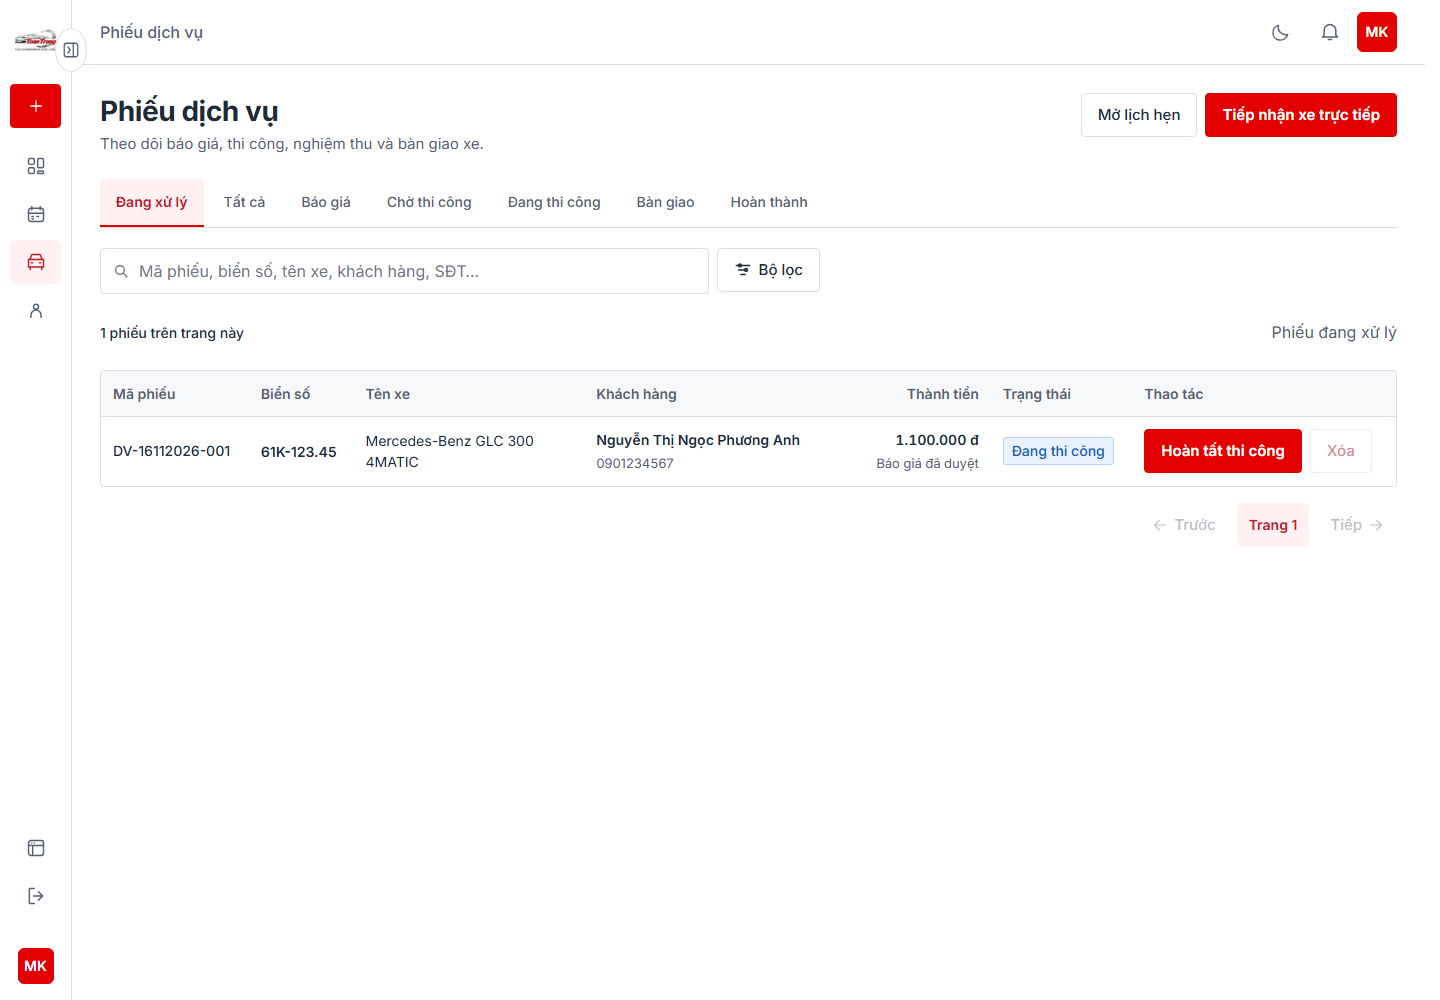 Toàn Trung
Phiếu dịch vụ
MK
Phiếu dịch vụ
Theo dõi báo giá, thi công, nghiệm thu và bàn giao xe.
Mở lịch hẹn
Tiếp nhận xe trực tiếp
Đang xử lý
Tất cả
Báo giá
Chờ thi công
Đang thi công
Bàn giao
Hoàn thành
Mã phiếu, biển số, tên xe, khách hàng, SĐT...
Bộ lọc
1 phiếu trên trang này
Phiếu đang xử lý
Mã phiếu
Biển số
Tên xe
Khách hàng
Thành tiền
Trạng thái
Thao tác
DV-16112026-001
61K-123.45
Mercedes-Benz GLC 300
4MATIC
Nguyễn Thị Ngọc Phương Anh
0901234567
1.100.000 đ
Báo giá đã duyệt
Đang thi công
Hoàn tất thi công
Xóa
← Trước
Trang 1
Tiếp →
MK